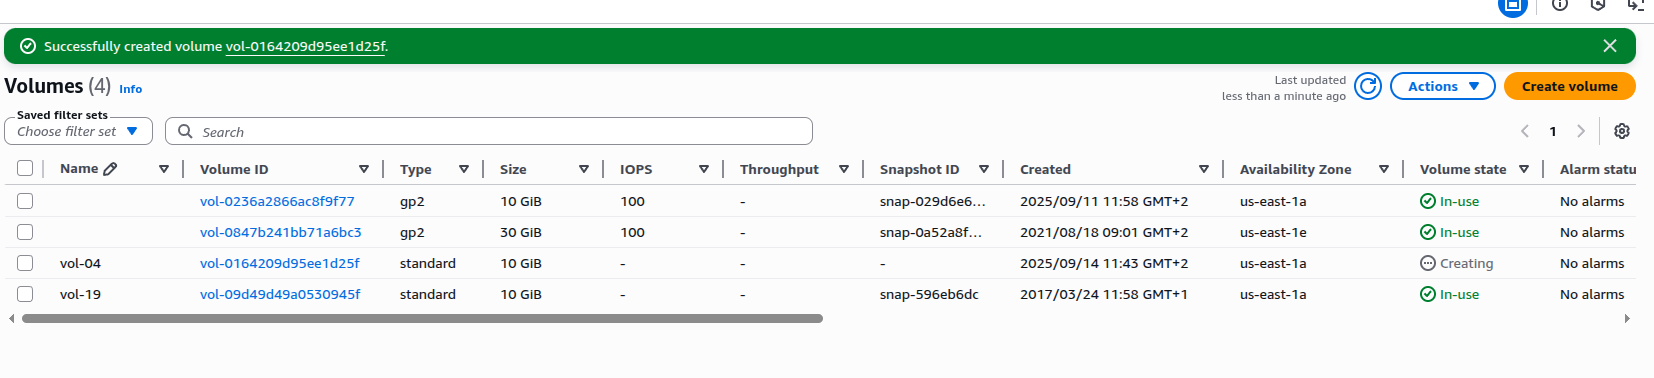 Successfully created volume vol-0164209d95ee1d25f.
Volumes (4) Info
Last updated
less than a minute ago
Actions
Create volume
Saved filter sets
Choose filter set
Search
1
Name Volume ID Type Size IOPS Throughput Snapshot ID Created Availability Zone Volume state Alarm statu
vol-0236a2866ac8f9f77 gp2 10 GiB 100 - snap-029d6e6... 2025/09/11 11:58 GMT+2 us-east-1a In-use No alarms
vol-0847b241bb71a6bc3 gp2 30 GiB 100 - snap-0a52a8f... 2021/08/18 09:01 GMT+2 us-east-1e In-use No alarms
vol-04 vol-0164209d95ee1d25f standard 10 GiB - - - 2025/09/14 11:43 GMT+2 us-east-1a Creating No alarms
vol-19 vol-09d49d49a0530945f standard 10 GiB - - snap-596eb6dc 2017/03/24 11:58 GMT+1 us-east-1a In-use No alarms